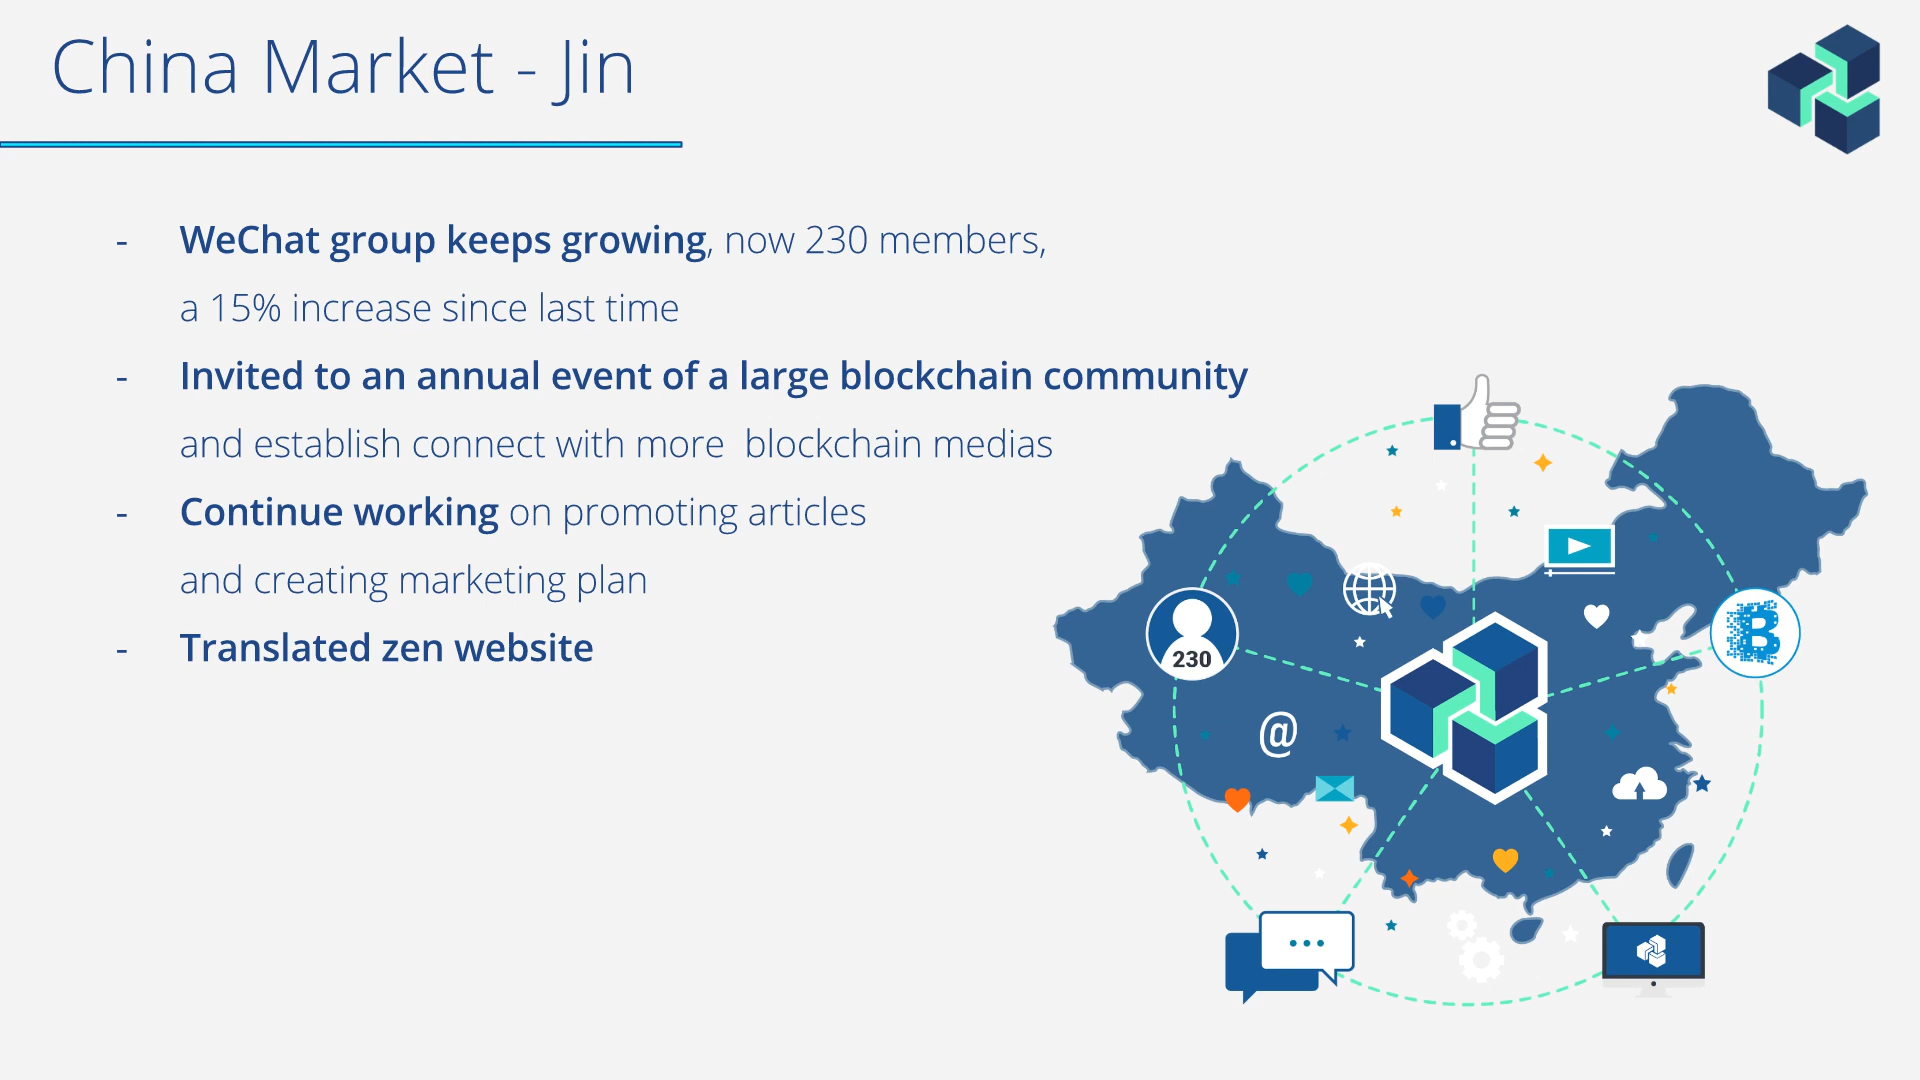 China Market - Jin
- WeChat group keeps growing, now 230 members,
a 15% increase since last time
- Invited to an annual event of a large blockchain community
and establish connect with more  blockchain medias
- Continue working on promoting articles
and creating marketing plan
- Translated zen website
230
@